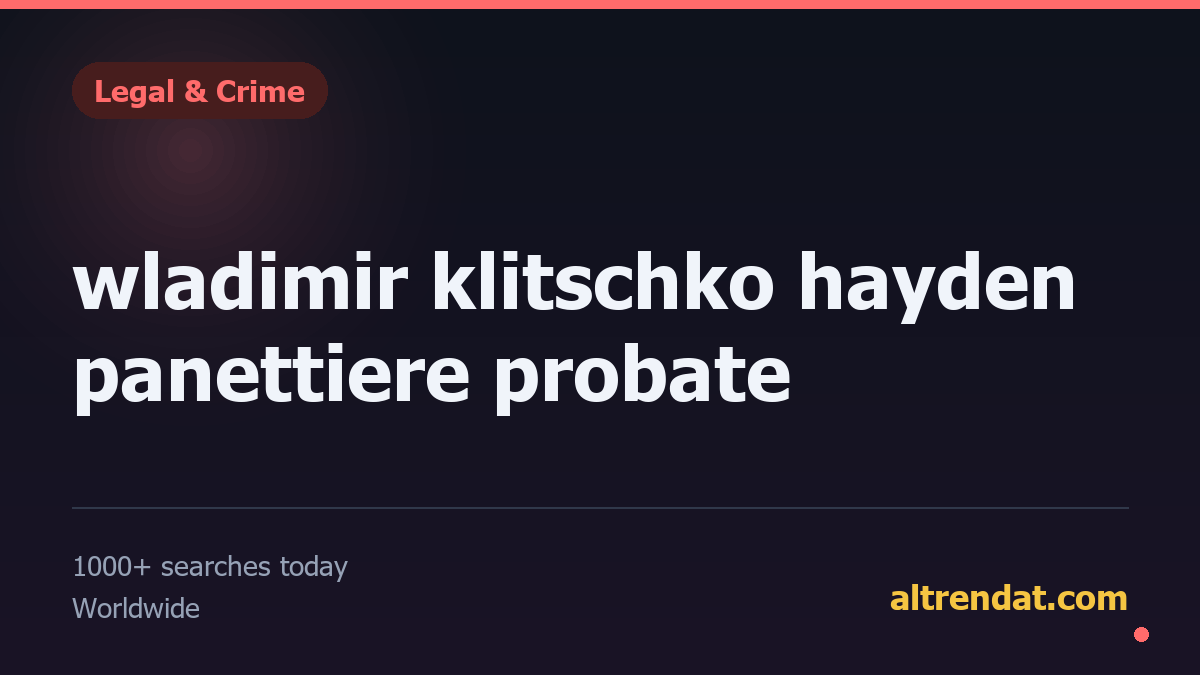 Legal & Crime
wladimir klitschko hayden
panettiere probate
1000+ searches today
Worldwide
altrendat.com